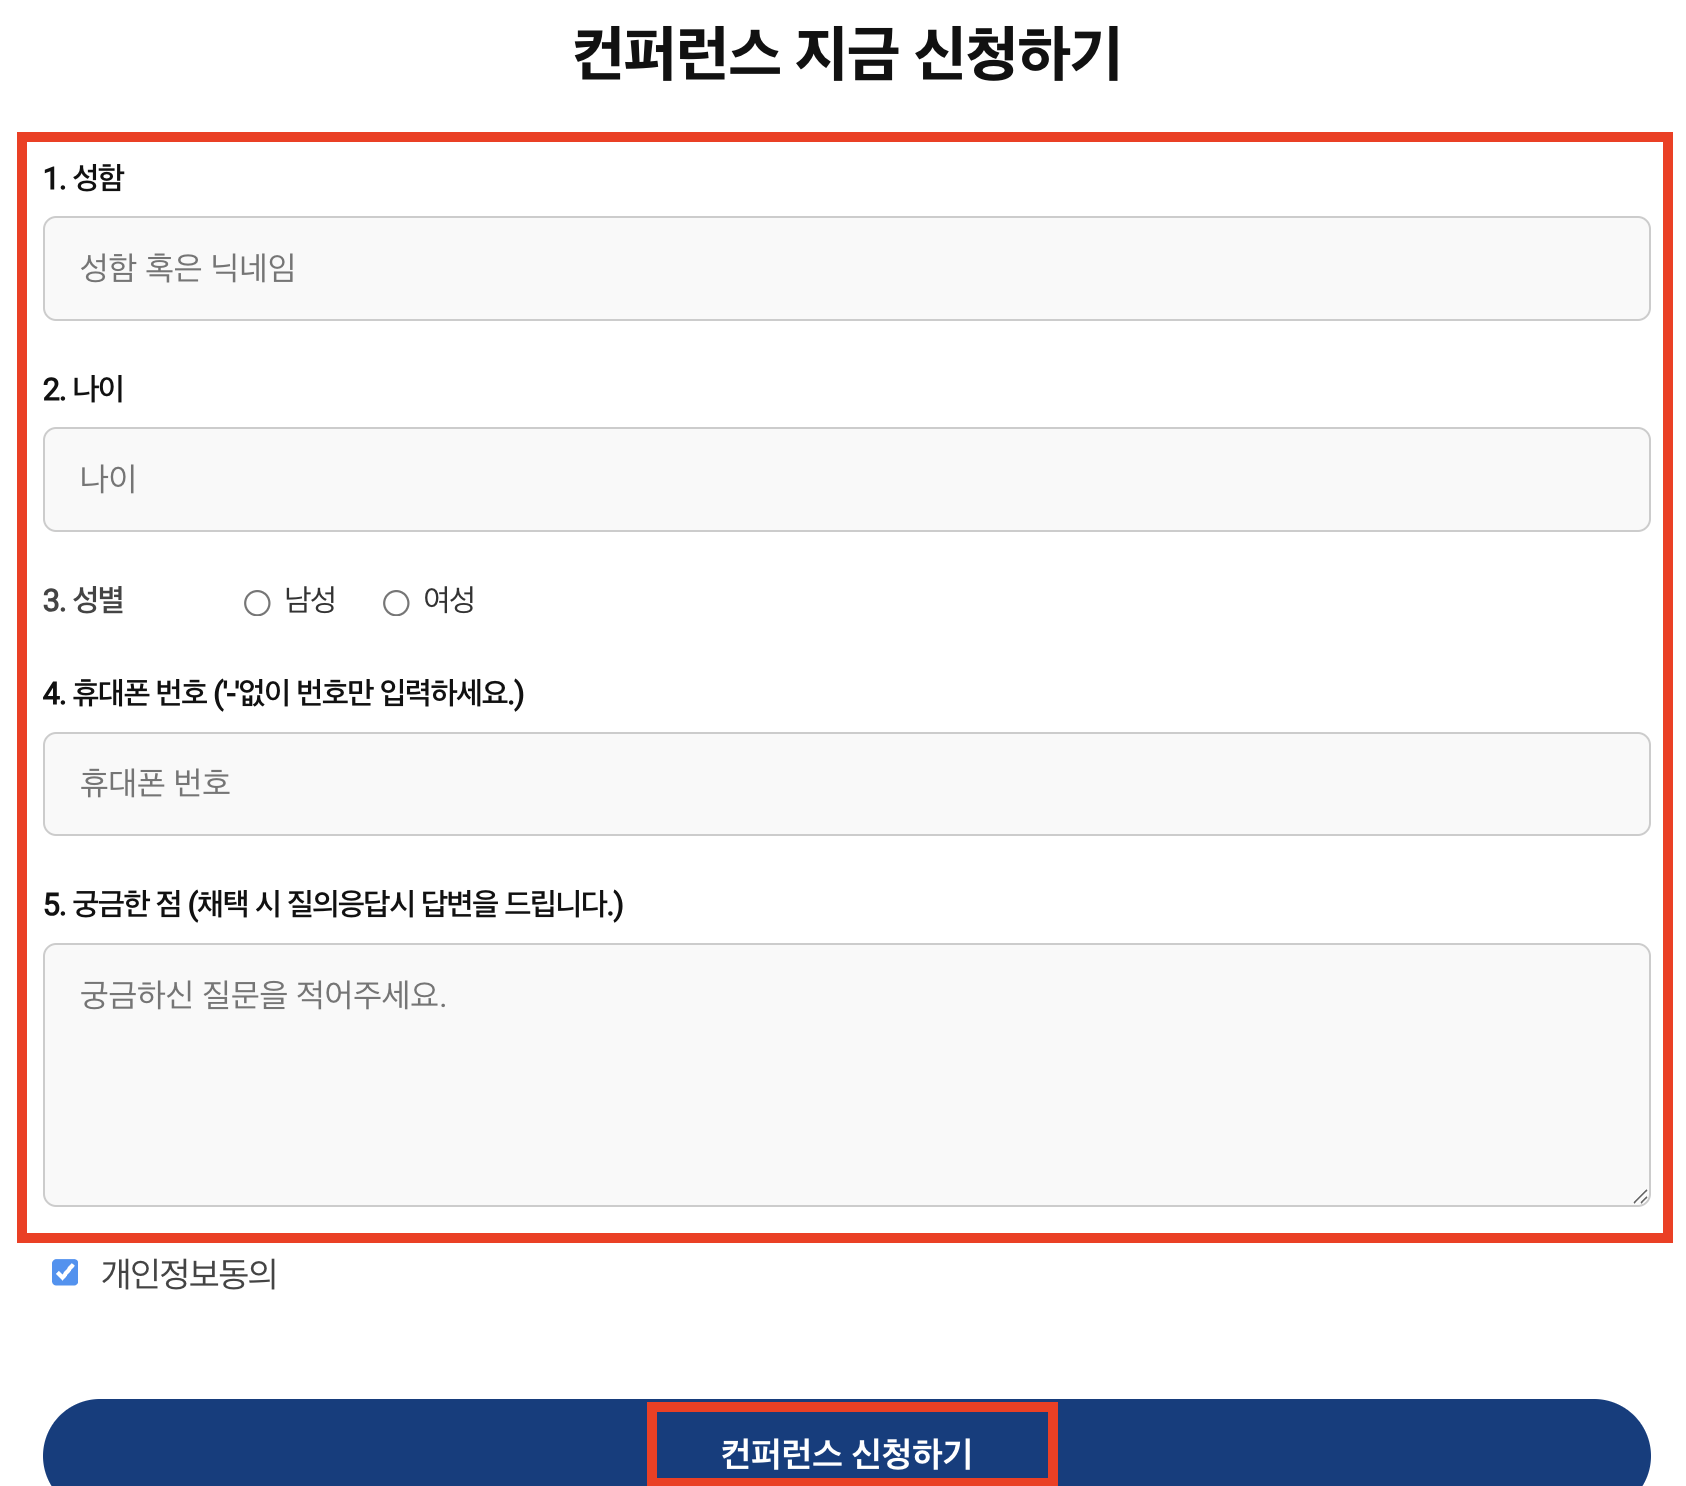 컨퍼런스 지금 신청하기
1. 성함
성함 혹은 닉네임
2. 나이
나이
3. 성별 남성 여성
4. 휴대폰 번호 ('-'없이 번호만 입력하세요.)
휴대폰 번호
5. 궁금한 점 (채택 시 질의응답시 답변을 드립니다.)
궁금하신 질문을 적어주세요.
개인정보동의
컨퍼런스 신청하기